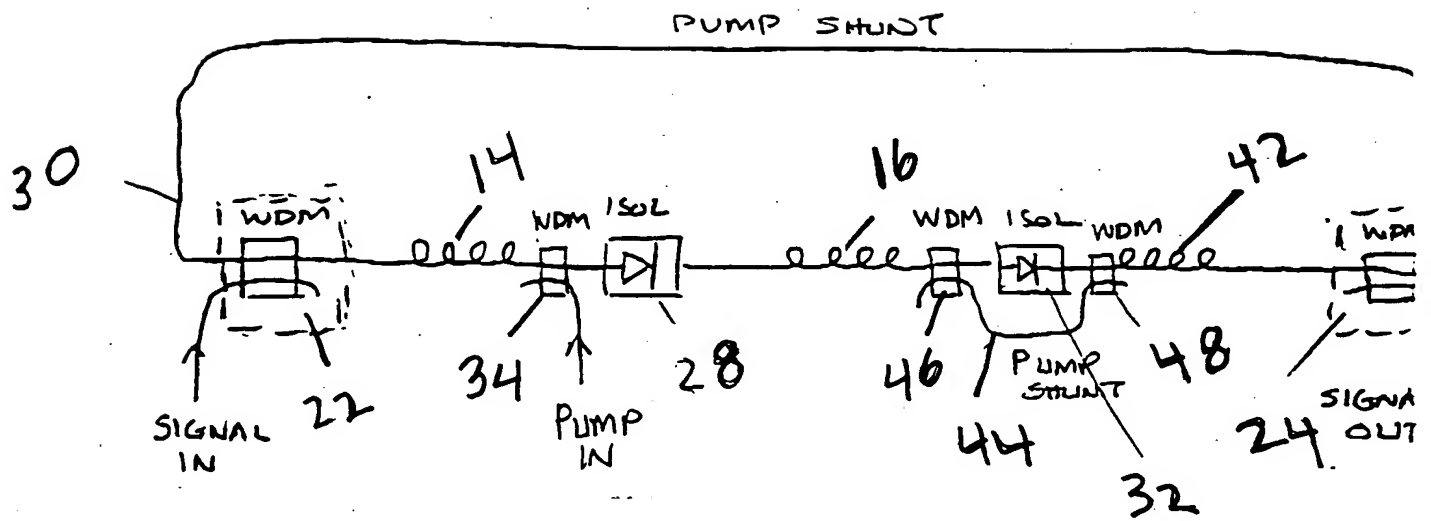 PUMP SHUNT
30
14
16
42
WDM
WDM
ISOL
WDM
ISOL
WDM
34
28
46
PUMP
SHUNT
48
22
SIGNAL
IN
PUMP
IN
44
32
24
OUT